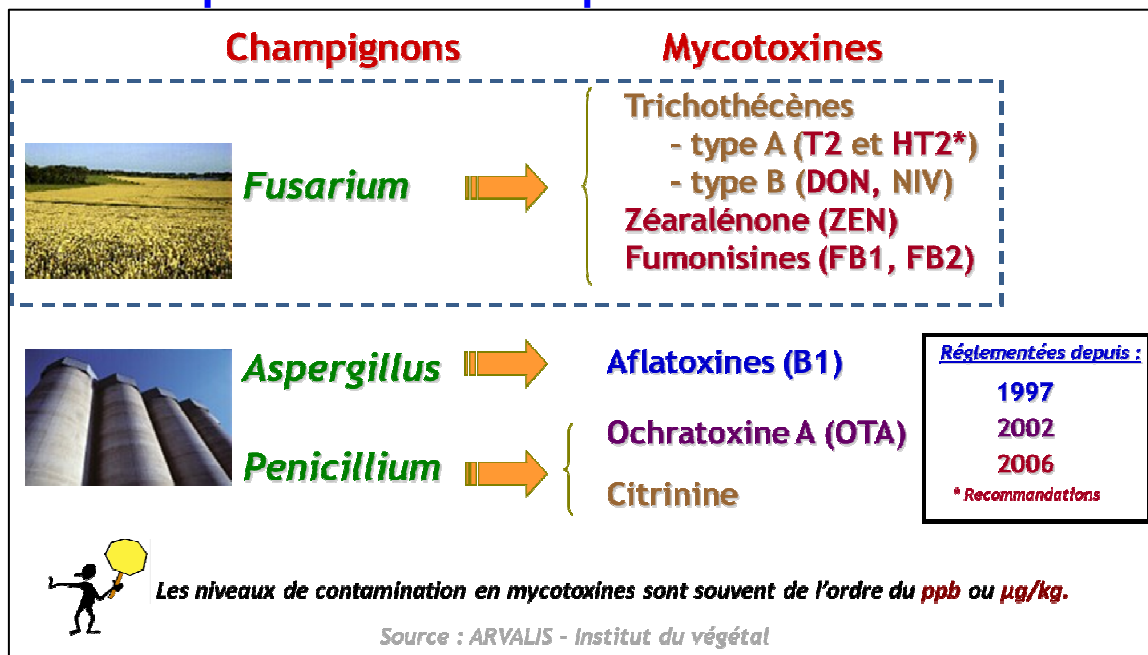 Champignons
Mycotoxines
Fusarium
Trichothécènes
- type A (T2 et HT2*)
- type B (DON, NIV)
Zéaralénone (ZEN)
Fumonisines (FB1, FB2)
Aspergillus
Aflatoxines (B1)
Penicillium
Ochratoxine A (OTA)
Citrinine
Réglementées depuis :
1997
2002
2006
* Recommandations
Les niveaux de contamination en mycotoxines sont souvent de l'ordre du ppb ou µg/kg.
Source : ARVALIS - Institut du végétal